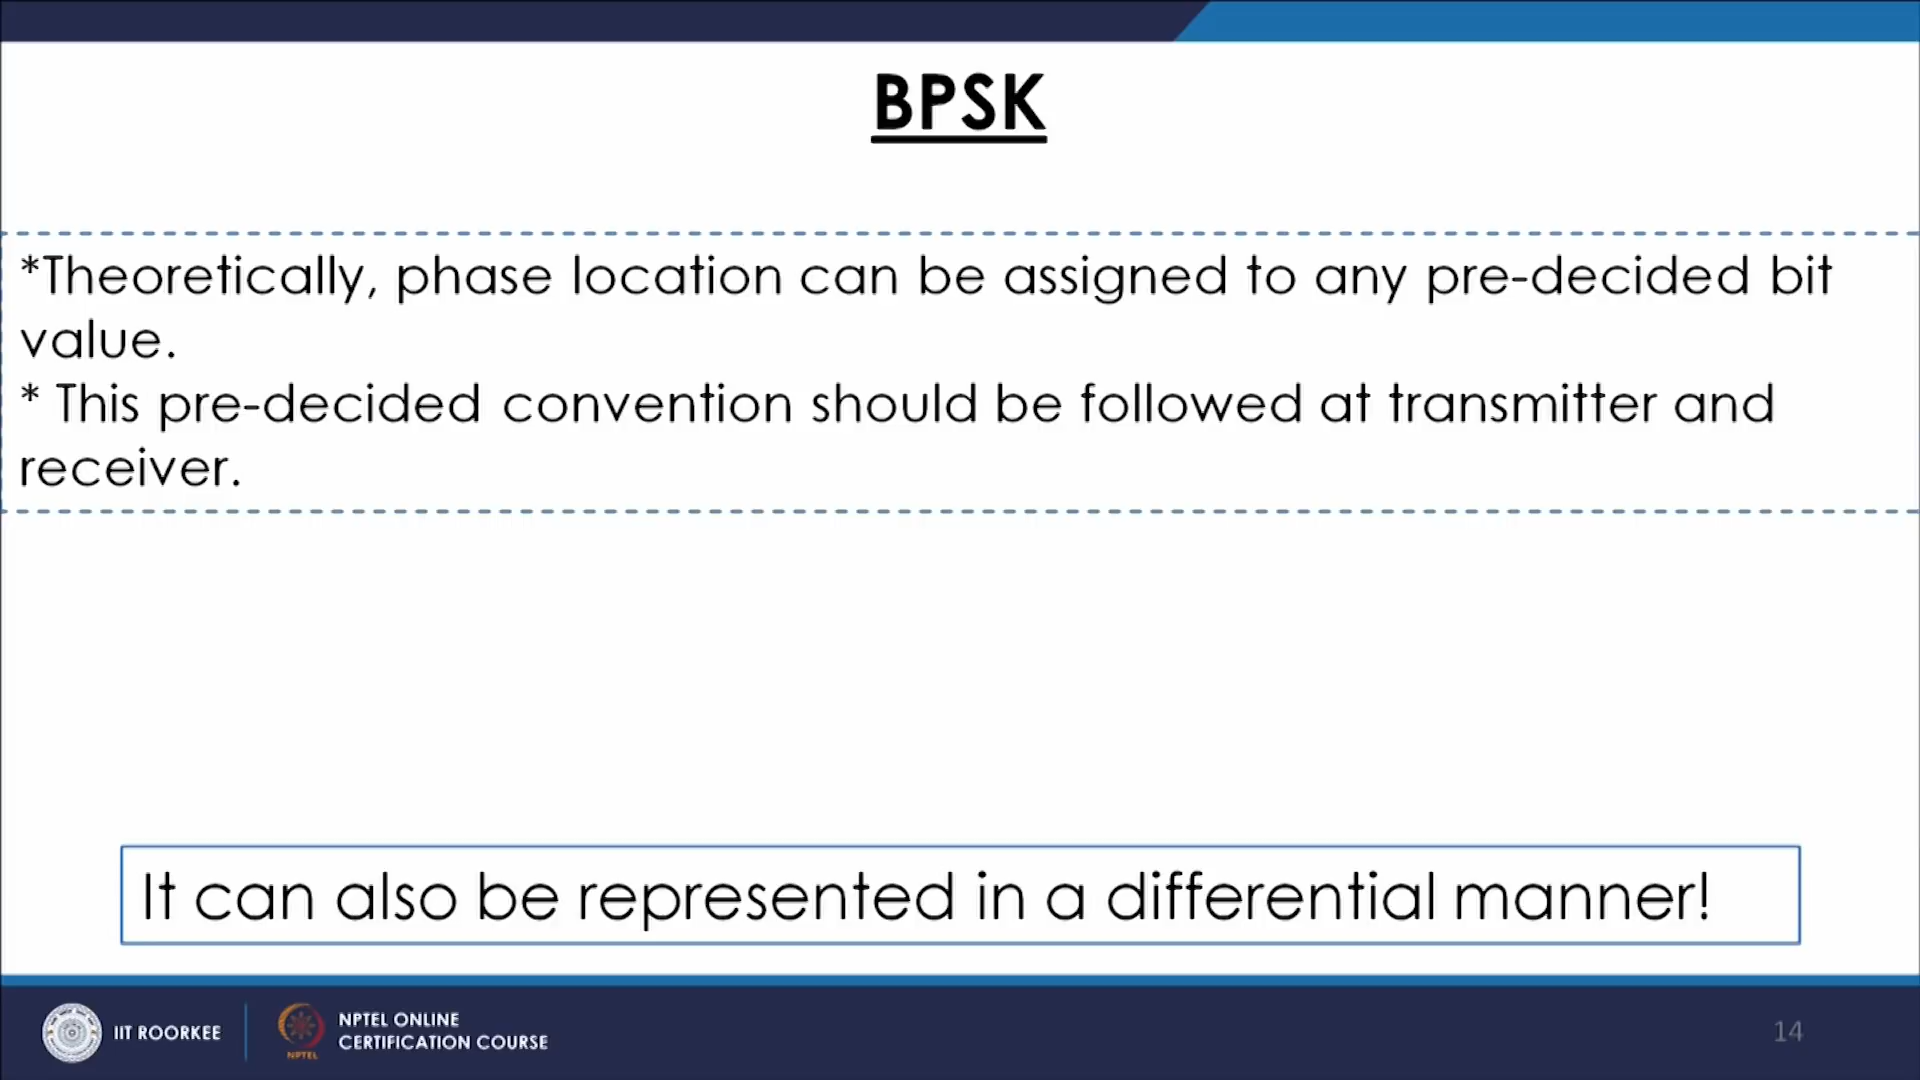 BPSK
*Theoretically, phase location can be assigned to any pre-decided bit
value.
* This pre-decided convention should be followed at transmitter and
receiver.
It can also be represented in a differential manner!
IIT ROORKEE
NPTEL
NPTEL ONLINE
CERTIFICATION COURSE
14